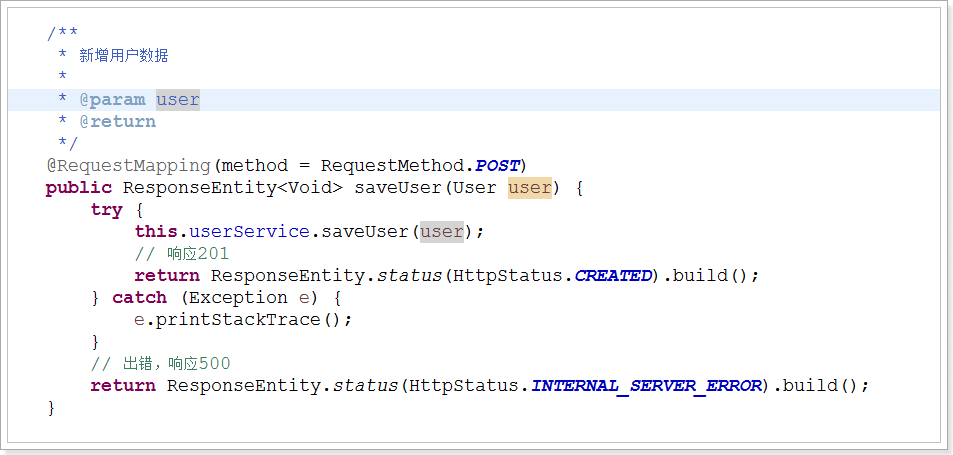 /**
 * 新增用户数据
 *
 * @param user
 * @return
 */
@RequestMapping(method = RequestMethod.POST)
public ResponseEntity<Void> saveUser(User user) {
    try {
        this.userService.saveUser(user);
        // 响应201
        return ResponseEntity.status(HttpStatus.CREATED).build();
    } catch (Exception e) {
        e.printStackTrace();
    }
    // 出错，响应500
    return ResponseEntity.status(HttpStatus.INTERNAL_SERVER_ERROR).build();
}